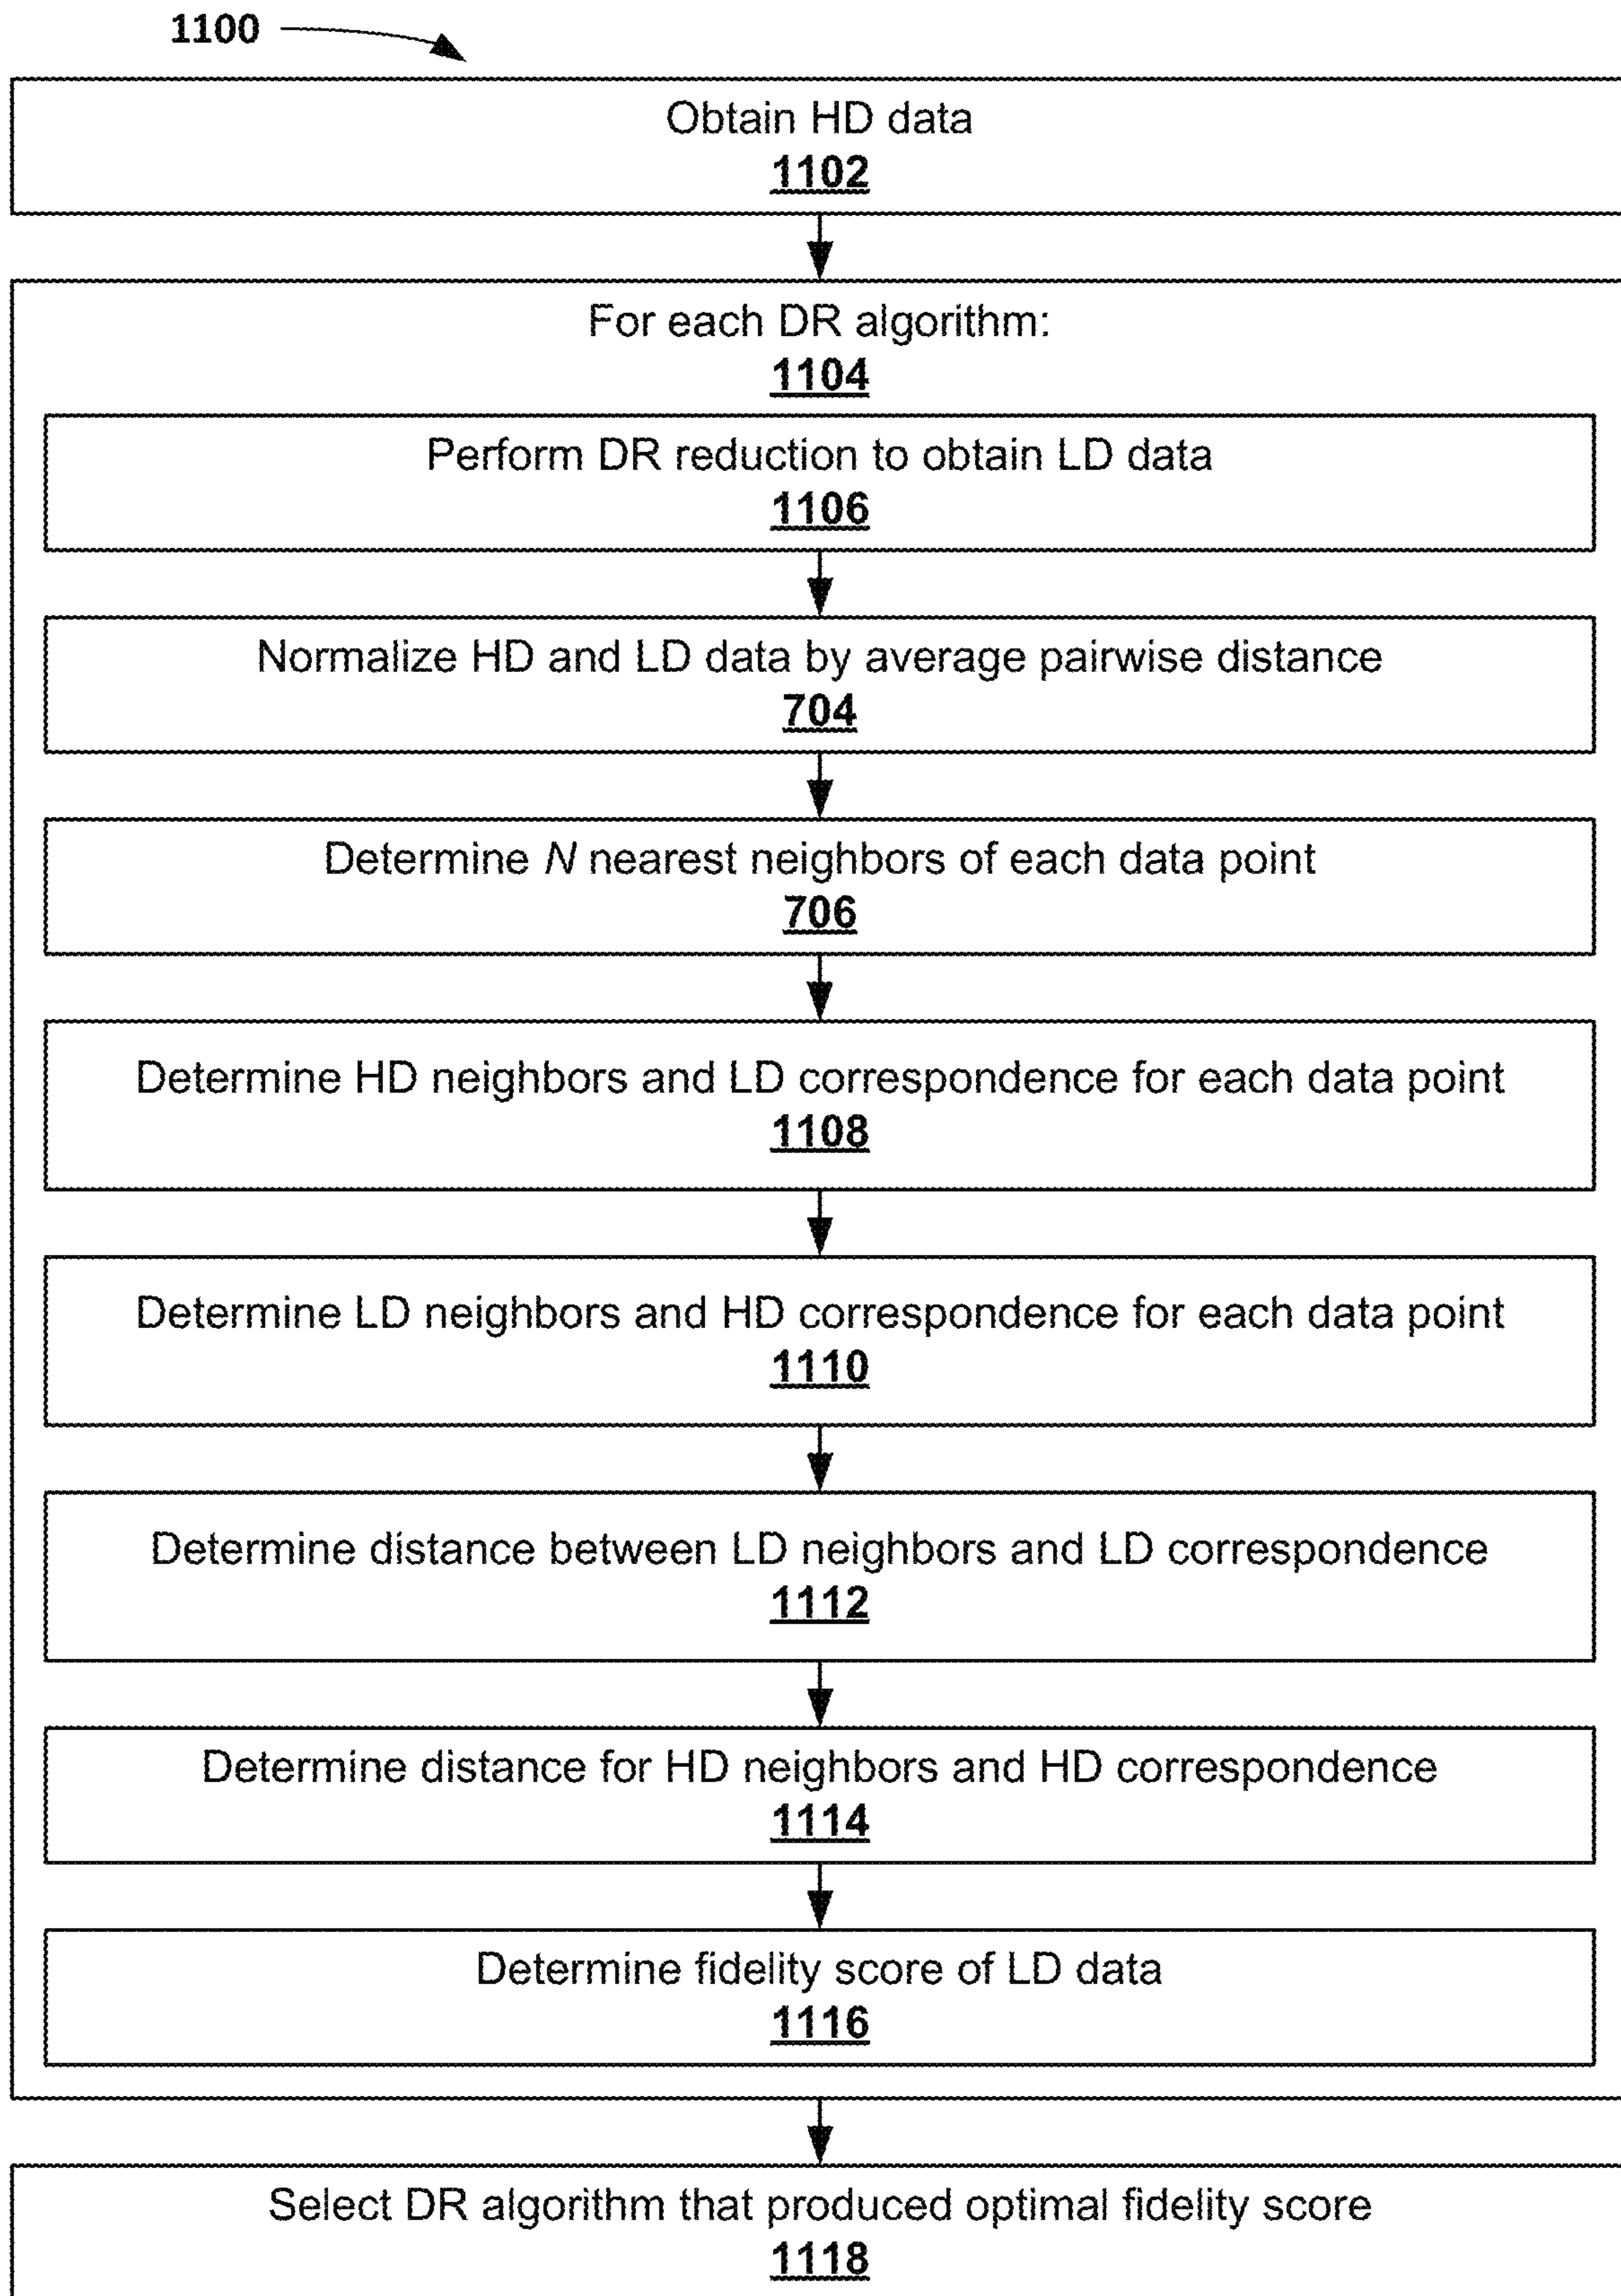 1100
Obtain HD data
1102
For each DR algorithm:
1104
Perform DR reduction to obtain LD data
1106
Normalize HD and LD data by average pairwise distance
704
Determine N nearest neighbors of each data point
706
Determine HD neighbors and LD correspondence for each data point
1108
Determine LD neighbors and HD correspondence for each data point
1110
Determine distance between LD neighbors and LD correspondence
1112
Determine distance for HD neighbors and HD correspondence
1114
Determine fidelity score of LD data
1116
Select DR algorithm that produced optimal fidelity score
1118